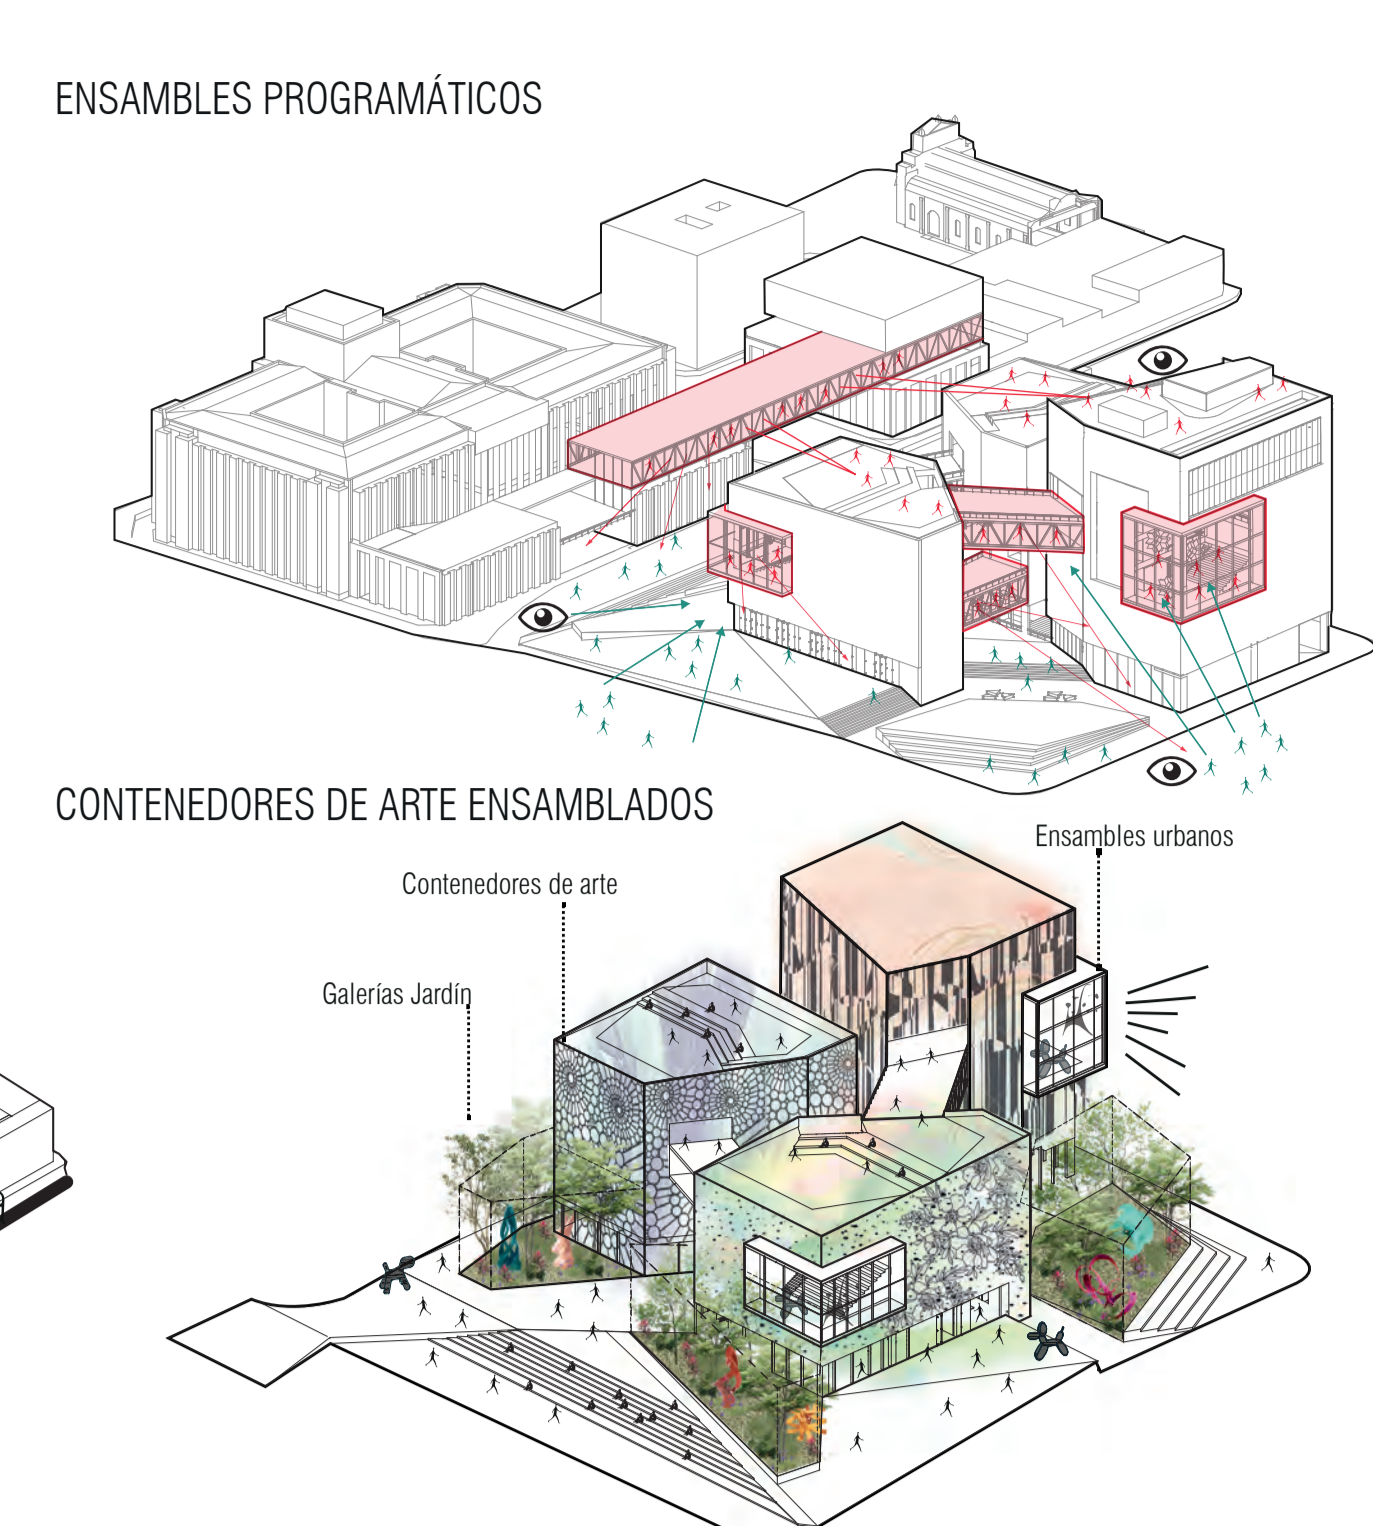 ENSAMBLES PROGRAMÁTICOS
CONTENEDORES DE ARTE ENSAMBLADOS
Ensambles urbanos
Contenedores de arte
Galerías Jardín